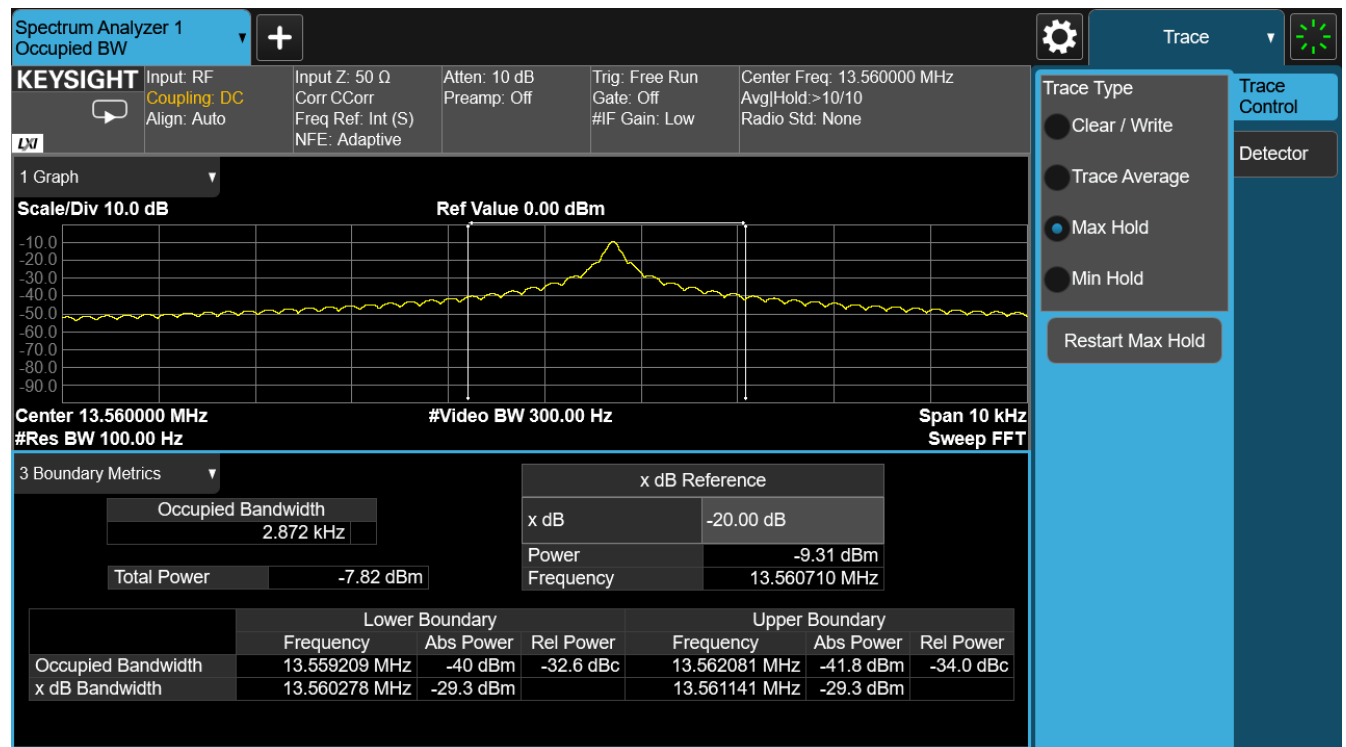 Spectrum Analyzer 1
Occupied BW
+
Trace
KEYSIGHT Input: RF Input Z: 50 Ω Atten: 10 dB Trig: Free Run Center Freq: 13.560000 MHz
Coupling: DC Corr CCorr Preamp: Off Gate: Off Avg|Hold:>10/10
Align: Auto Freq Ref: Int (S) #IF Gain: Low Radio Std: None
LXI NFE: Adaptive
1 Graph
Scale/Div 10.0 dB Ref Value 0.00 dBm
-10.0
-20.0
-30.0
-40.0
-50.0
-60.0
-70.0
-80.0
-90.0
Center 13.560000 MHz #Video BW 300.00 Hz Span 10 kHz
#Res BW 100.00 Hz Sweep FFT
3 Boundary Metrics
Occupied Bandwidth
2.872 kHz
Total Power -7.82 dBm
x dB Reference
x dB -20.00 dB
Power -9.31 dBm
Frequency 13.560710 MHz
Lower Boundary Upper Boundary
Frequency Abs Power Rel Power Frequency Abs Power Rel Power
Occupied Bandwidth 13.559209 MHz -40 dBm -32.6 dBc 13.562081 MHz -41.8 dBm -34.0 dBc
x dB Bandwidth 13.560278 MHz -29.3 dBm 13.561141 MHz -29.3 dBm
Trace Type
Clear / Write
Trace Average
Max Hold
Min Hold
Restart Max Hold
Trace
Control
Detector